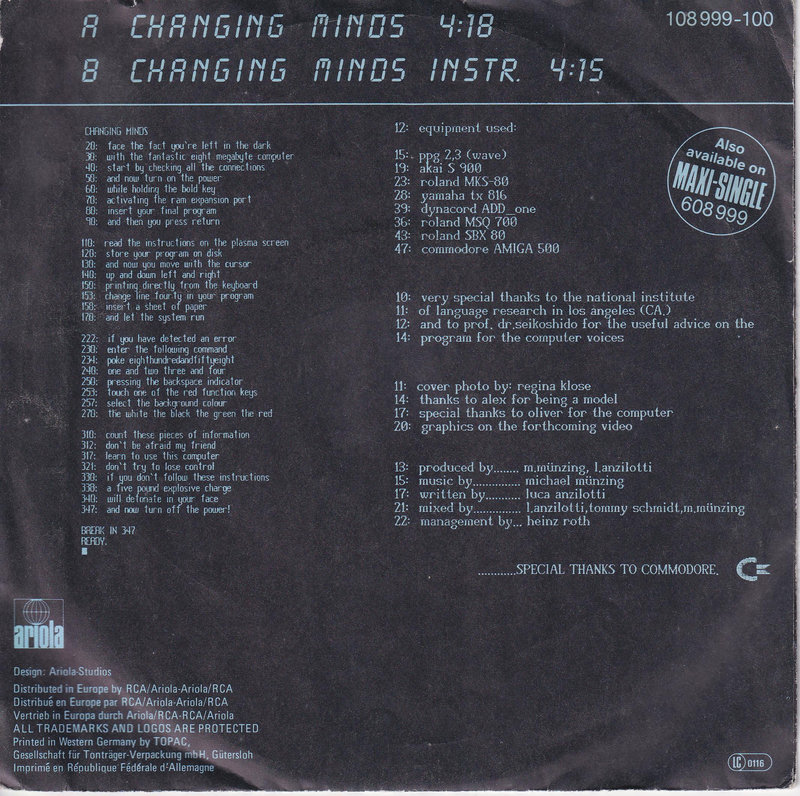 A CHANGING MINDS 4:18
B CHANGING MINDS INSTR. 4:15
108 999-100
CHANGING MINDS
20: face the fact you're left in the dark
30: with the fantastic eight megabyte computer
40: start by checking all the connections
50: and now turn on the power
60: while holding the bold key
70: activating the ram expansion port
80: insert your final program
90: and then you press return
110: read the instructions on the plasma screen
120: store your program on disk
130: and now you move with the cursor
140: up and down left and right
150: printing directly from the keyboard
153: change line fourty in your program
158: insert a sheet of paper
170: and let the system run
222: if you have detected an error
230: enter the following command
234: poke eighthundredandfiftyeight
240: one and two three and four
250: pressing the backspace indicator
253: touch one of the red function keys
257: select the background colour
270: the white the black the green the red
310: count these pieces of information
312: don't be afraid my friend
317: learn to use this computer
321: don't try to lose control
330: if you don't follow these instructions
338: a five pound explosive charge
340: will detonate in your face
347: and now turn off the power!
BREAK IN 347
READY.
12: equipment used:
15: ppg 2,3 (wave)
19: akai S 900
23: roland MKS-80
28: yamaha tx 816
39: dynacord ADD_one
36: roland MSQ 700
43: roland SBX 80
47: commodore AMIGA 500
Also
available on
MAXI-SINGLE
608 999
10: very special thanks to the national institute
11: of language research in los angeles (CA.)
12: and to prof. dr.seikoshido for the useful advice on the
14: program for the computer voices
11: cover photo by: regina klose
14: thanks to alex for being a model
17: special thanks to oliver for the computer
20: graphics on the forthcoming video
13: produced by........ m.münzing, l.anzilotti
15: music by.............. michael münzing
17: written by.......... luca anzilotti
21: mixed by.............. l.anzilotti,tommy schmidt,m.münzing
22: management by... heinz roth
............SPECIAL THANKS TO COMMODORE.
ariola
Design: Ariola-Studios
Distributed in Europe by RCA/Ariola-Ariola/RCA
Distribué en Europe par RCA/Ariola-Ariola/RCA
Vertrieb in Europa durch Ariola/RCA-RCA/Ariola
ALL TRADEMARKS AND LOGOS ARE PROTECTED
Printed in Western Germany by TOPAC,
Gesellschaft für Tonträger-Verpackung mbH, Gütersloh
Imprimé en République Fédérale d'Allemagne
LC 0116